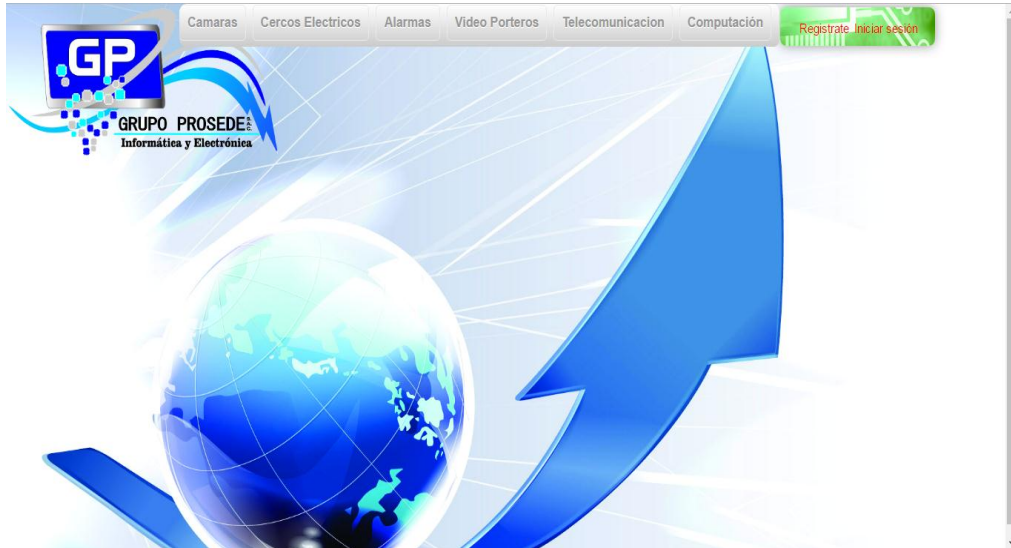 Camaras Cercos Electricos Alarmas Video Porteros Telecomunicacion Computación Registrate Iniciar sesión
GP
GRUPO PROSEDE
Informática y Electrónica